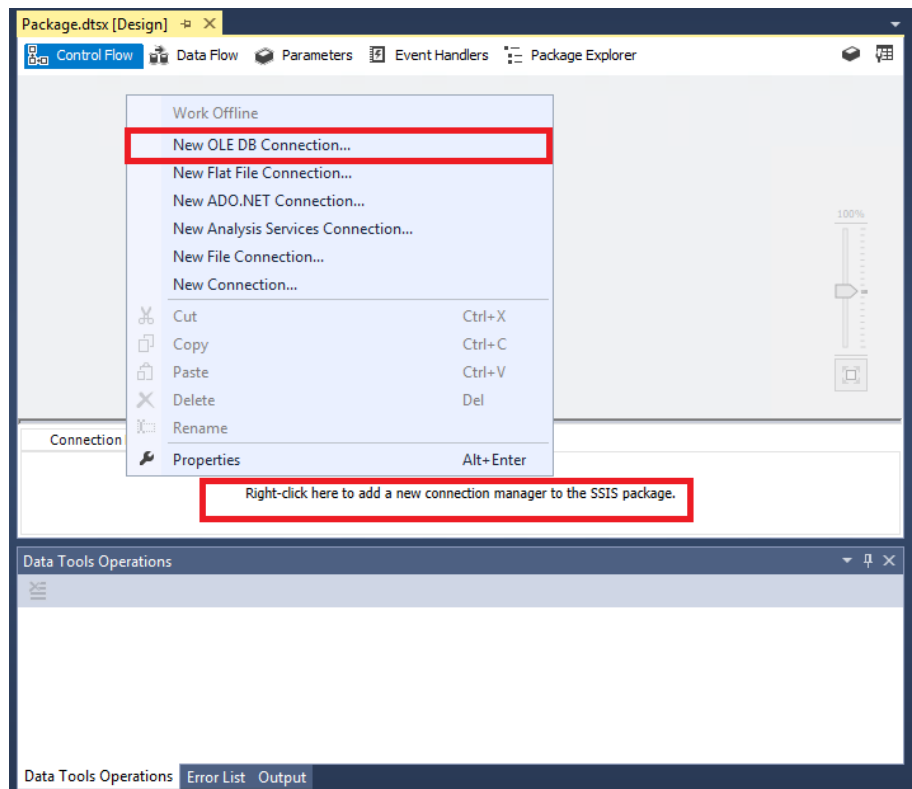 Package.dtsx [Design]
Control Flow Data Flow Parameters Event Handlers Package Explorer
Work Offline
New OLE DB Connection...
New Flat File Connection...
New ADO.NET Connection...
New Analysis Services Connection...
New File Connection...
New Connection...
100%
Cut Ctrl+X
Copy Ctrl+C
Paste Ctrl+V
Delete Del
Rename
Properties Alt+Enter
Connection
Right-click here to add a new connection manager to the SSIS package.
Data Tools Operations
Data Tools Operations Error List Output